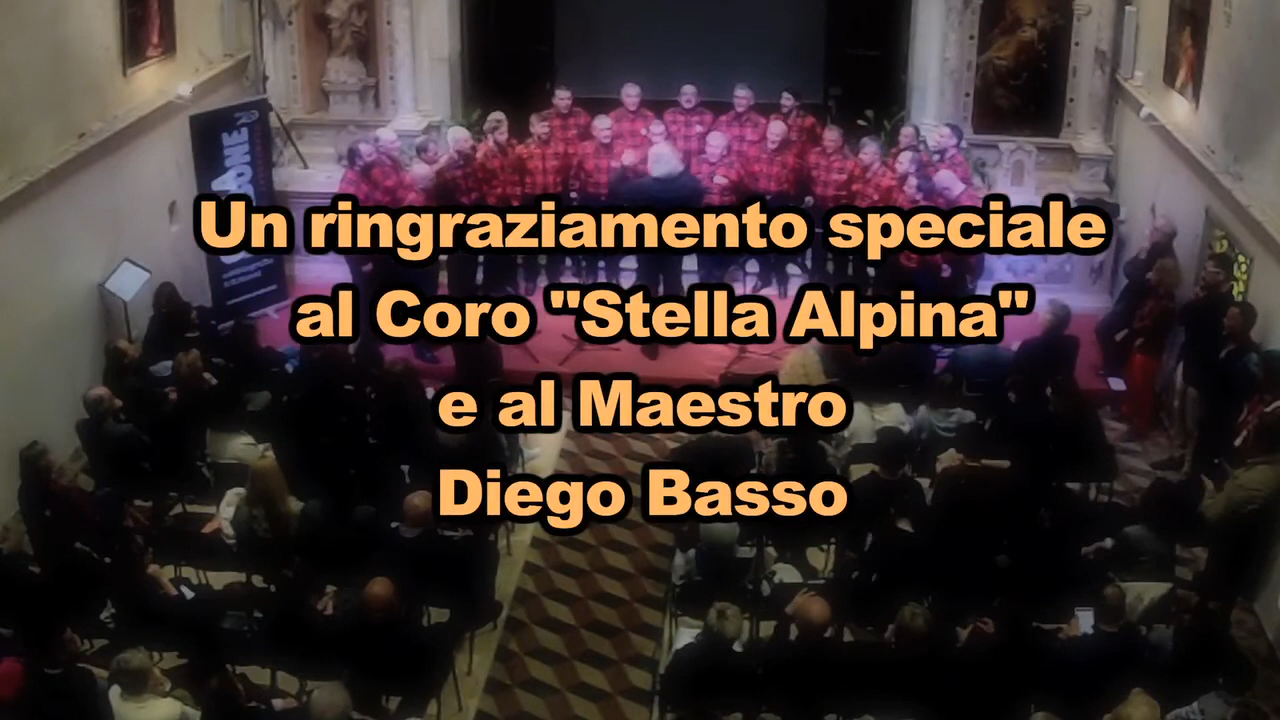 Un ringraziamento speciale
al Coro "Stella Alpina"
e al Maestro
Diego Basso